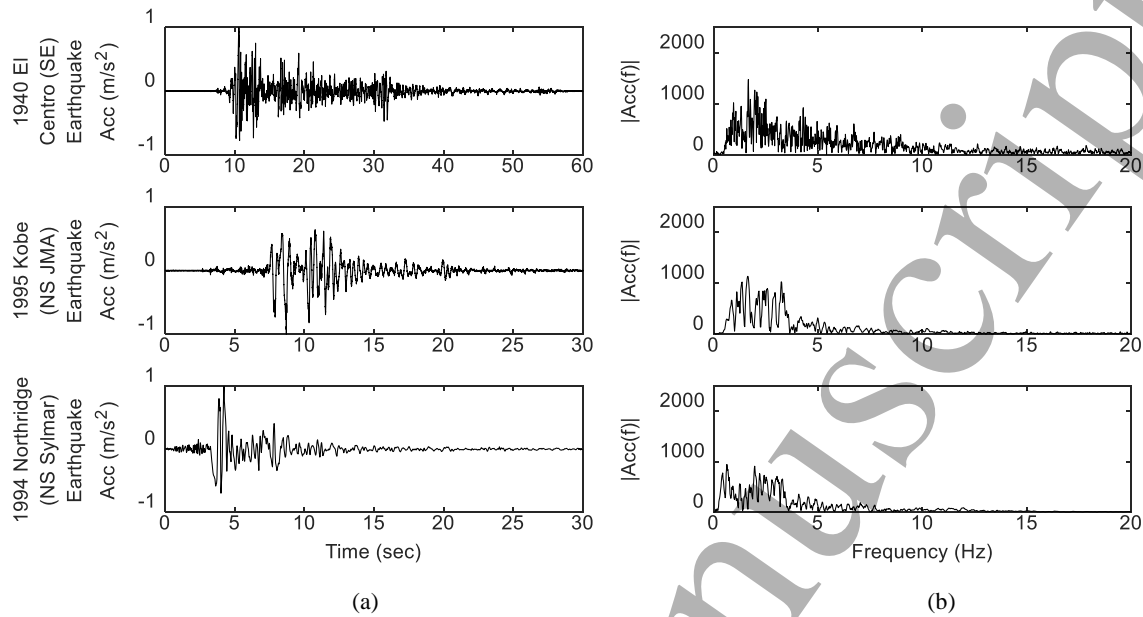 1940 El
Centro (SE)
Earthquake
Acc (m/s2)
1
0
-1
0 10 20 30 40 50 60
|Acc(f)|
2000
1000
0
0 5 10 15 20
1995 Kobe
(NS JMA)
Earthquake
Acc (m/s2)
1
0
-1
0 5 10 15 20 25 30
|Acc(f)|
2000
1000
0
0 5 10 15 20
1994 Northridge
(NS Sylmar)
Earthquake
Acc (m/s2)
1
0
-1
0 5 10 15 20 25 30
Time (sec)
|Acc(f)|
2000
1000
0
0 5 10 15 20
Frequency (Hz)
(a)
(b)
nuscrip